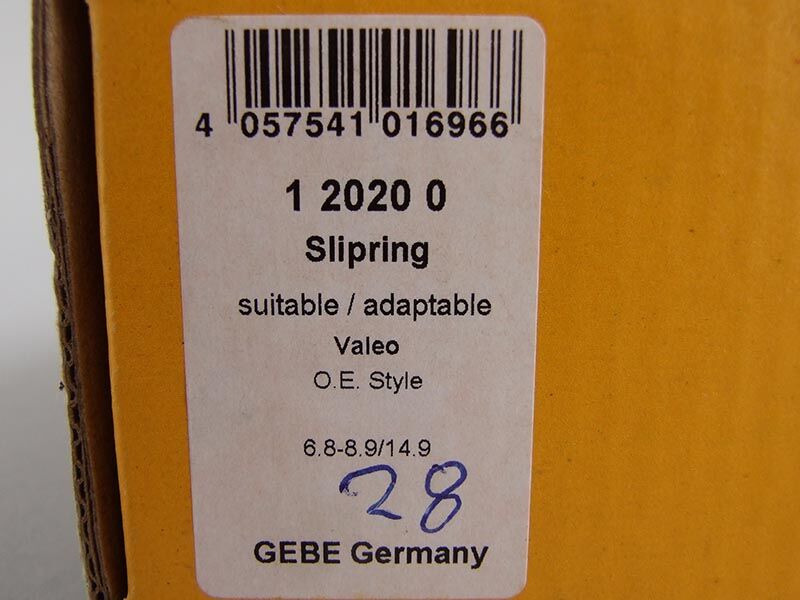 4 057541 016966
1 2020 0
Slipring
suitable / adaptable
Valeo
O.E. Style
6.8-8.9/14.9
28
GEBE Germany